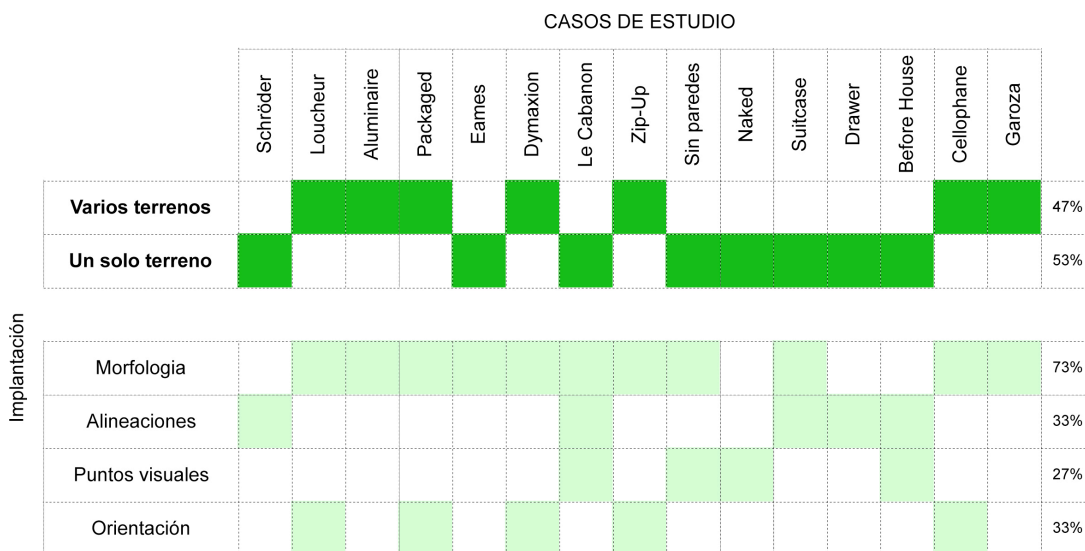 CASOS DE ESTUDIO
Schröder
Loucheur
Aluminaire
Packaged
Eames
Dymaxion
Le Cabanon
Zip-Up
Sin paredes
Naked
Suitcase
Drawer
Before House
Cellophane
Garoza
Varios terrenos 47%
Un solo terreno 53%
Implantación
Morfologia 73%
Alineaciones 33%
Puntos visuales 27%
Orientación 33%